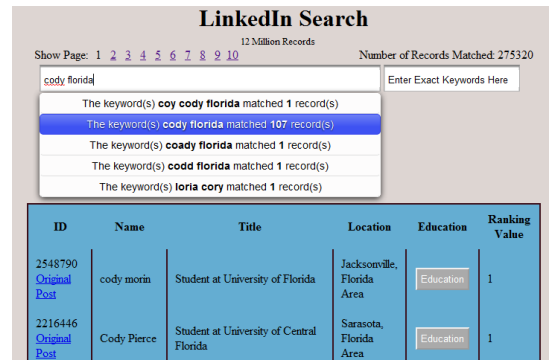 LinkedIn Search
12 Million Records
Show Page: 1 2 3 4 5 6 7 8 9 10 Number of Records Matched: 275320
cody florida Enter Exact Keywords Here
The keyword(s) coy cody florida matched 1 record(s)
The keyword(s) cody florida matched 107 record(s)
The keyword(s) coady florida matched 1 record(s)
The keyword(s) codd florida matched 1 record(s)
The keyword(s) loria cory matched 1 record(s)
ID Name Title Location Education Ranking Value
2548790
Original
Post
cody morin
Student at University of Florida
Jacksonville,
Florida
Area
Education
1
2216446
Original
Post
Cody Pierce
Student at University of Central
Florida
Sarasota,
Florida
Area
Education
1